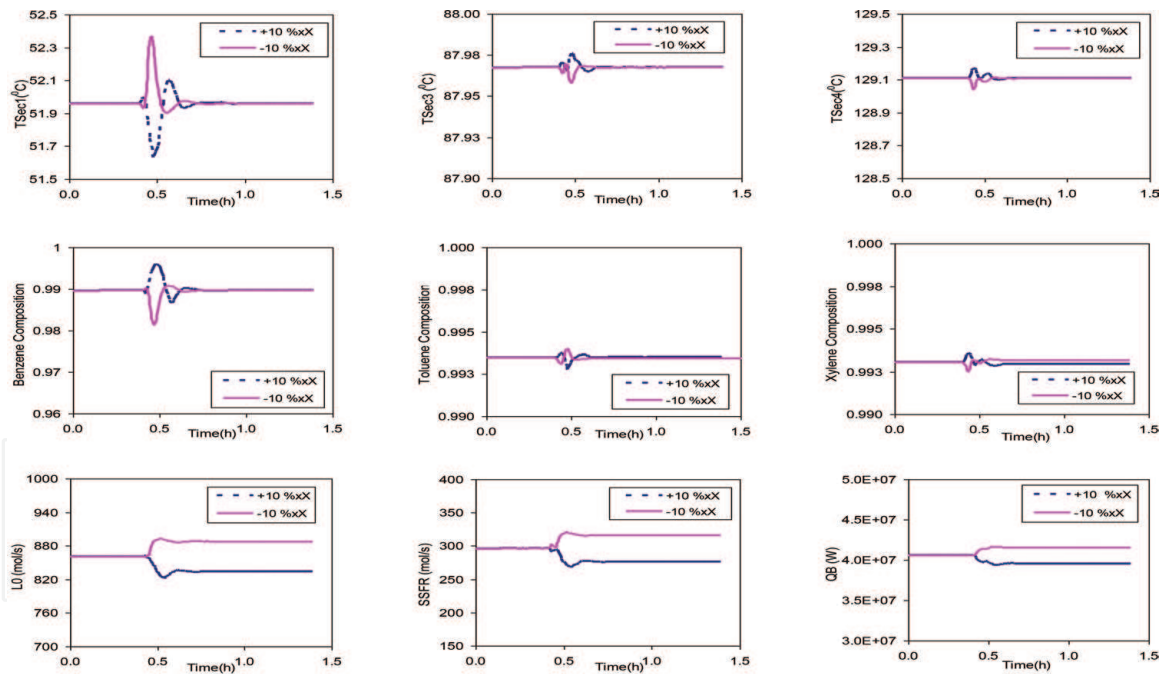 52.5
52.3
52.1
51.9
51.7
51.5
TSec1(⁰C)
+10 %xX
-10 %xX
0.0 0.5 1.0 1.5
Time(h)
88.00
87.98
87.95
87.93
87.90
TSec3 (⁰C)
+10 %xX
-10 %xX
0.0 0.5 1.0 1.5
Time(h)
129.5
129.3
129.1
128.9
128.7
128.5
TSec4(⁰C)
+10 %xX
-10 %xX
0.0 0.5 1.0 1.5
Time(h)
1
0.99
0.98
0.97
0.96
Benzene Composition
+10 %xX
-10 %xX
0.0 0.5 1.0 1.5
Time(h)
1.000
0.998
0.995
0.993
0.990
Toluene Composition
+10 %xX
-10 %xX
0.0 0.5 1.0 1.5
Time(h)
1.000
0.998
0.995
0.993
0.990
Xylene Composition
+10 %xX
-10 %xX
0.0 0.5 1.0 1.5
Time(h)
1000
940
880
820
760
700
L0 (mol/s)
+10 %xX
-10 %xX
0.0 0.5 1.0 1.5
Time(h)
400
350
300
250
200
150
SSFR (mol/s)
+10 %xX
-10 %xX
0.0 0.5 1.0 1.5
Time(h)
5.0E+07
4.5E+07
4.0E+07
3.5E+07
3.0E+07
QB (W)
+10 %xX
-10 %xX
0.0 0.5 1.0 1.5
Time(h)